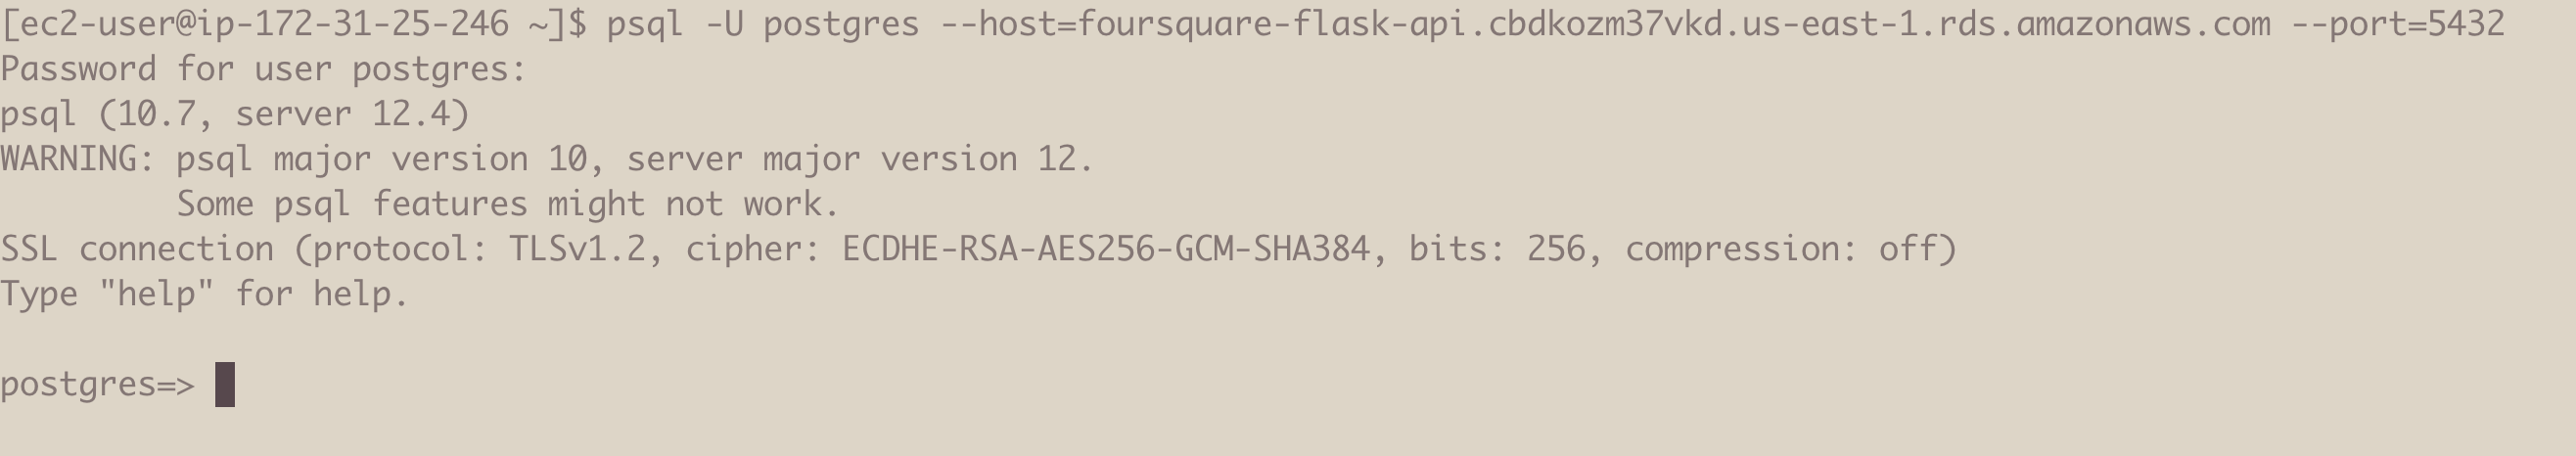 [ec2-user@ip-172-31-25-246 ~]$ psql -U postgres --host=foursquare-flask-api.cbdkozm37vkd.us-east-1.rds.amazonaws.com --port=5432
Password for user postgres:
psql (10.7, server 12.4)
WARNING: psql major version 10, server major version 12.
         Some psql features might not work.
SSL connection (protocol: TLSv1.2, cipher: ECDHE-RSA-AES256-GCM-SHA384, bits: 256, compression: off)
Type "help" for help.
postgres=>